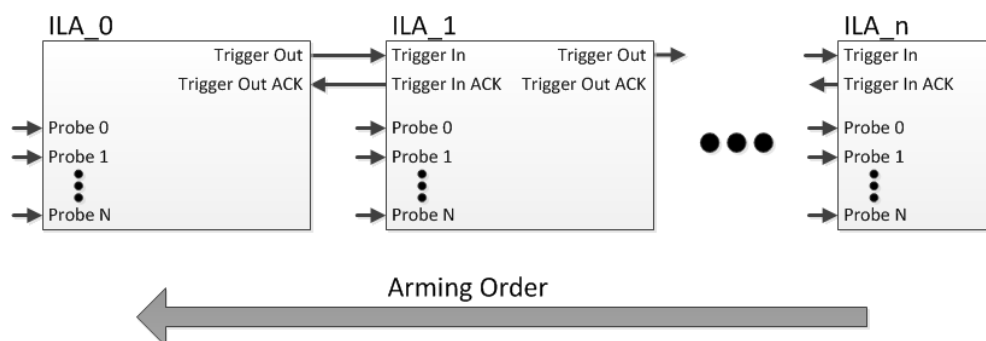 ILA_0
Trigger Out
Trigger Out ACK
Probe 0
Probe 1
Probe N
ILA_1
Trigger In
Trigger Out
Trigger In ACK
Trigger Out ACK
Probe 0
Probe 1
Probe N
ILA_n
Trigger In
Trigger In ACK
Probe 0
Probe 1
Probe N
Arming Order